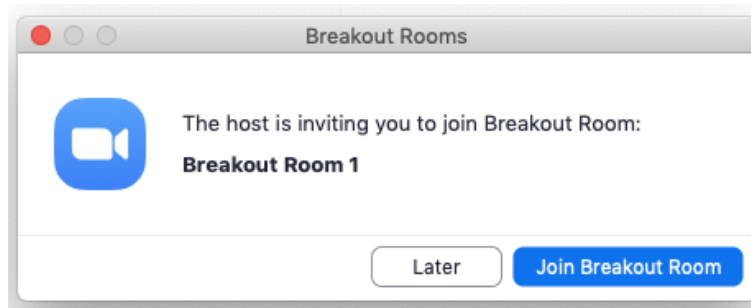 Breakout Rooms
The host is inviting you to join Breakout Room:
Breakout Room 1
Later
Join Breakout Room